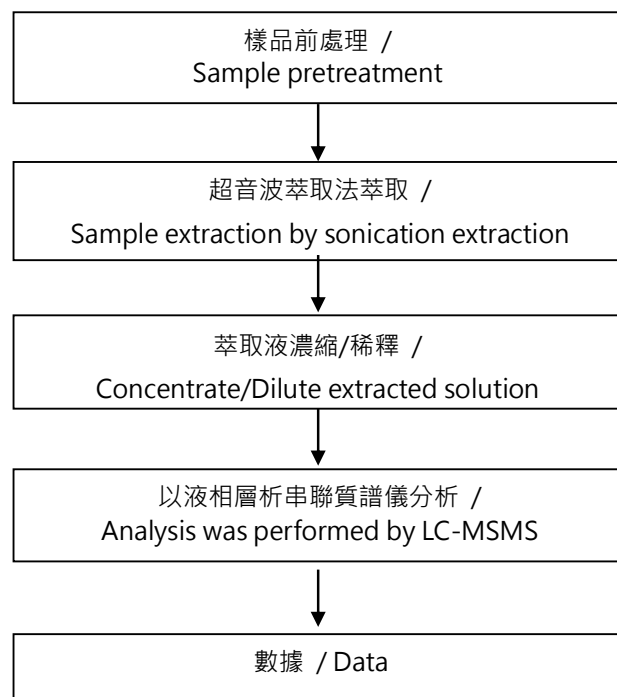 樣品前處理 /
Sample pretreatment
超音波萃取法萃取 /
Sample extraction by sonication extraction
萃取液濃縮/稀釋 /
Concentrate/Dilute extracted solution
以液相層析串聯質譜儀分析 /
Analysis was performed by LC-MSMS
數據 / Data